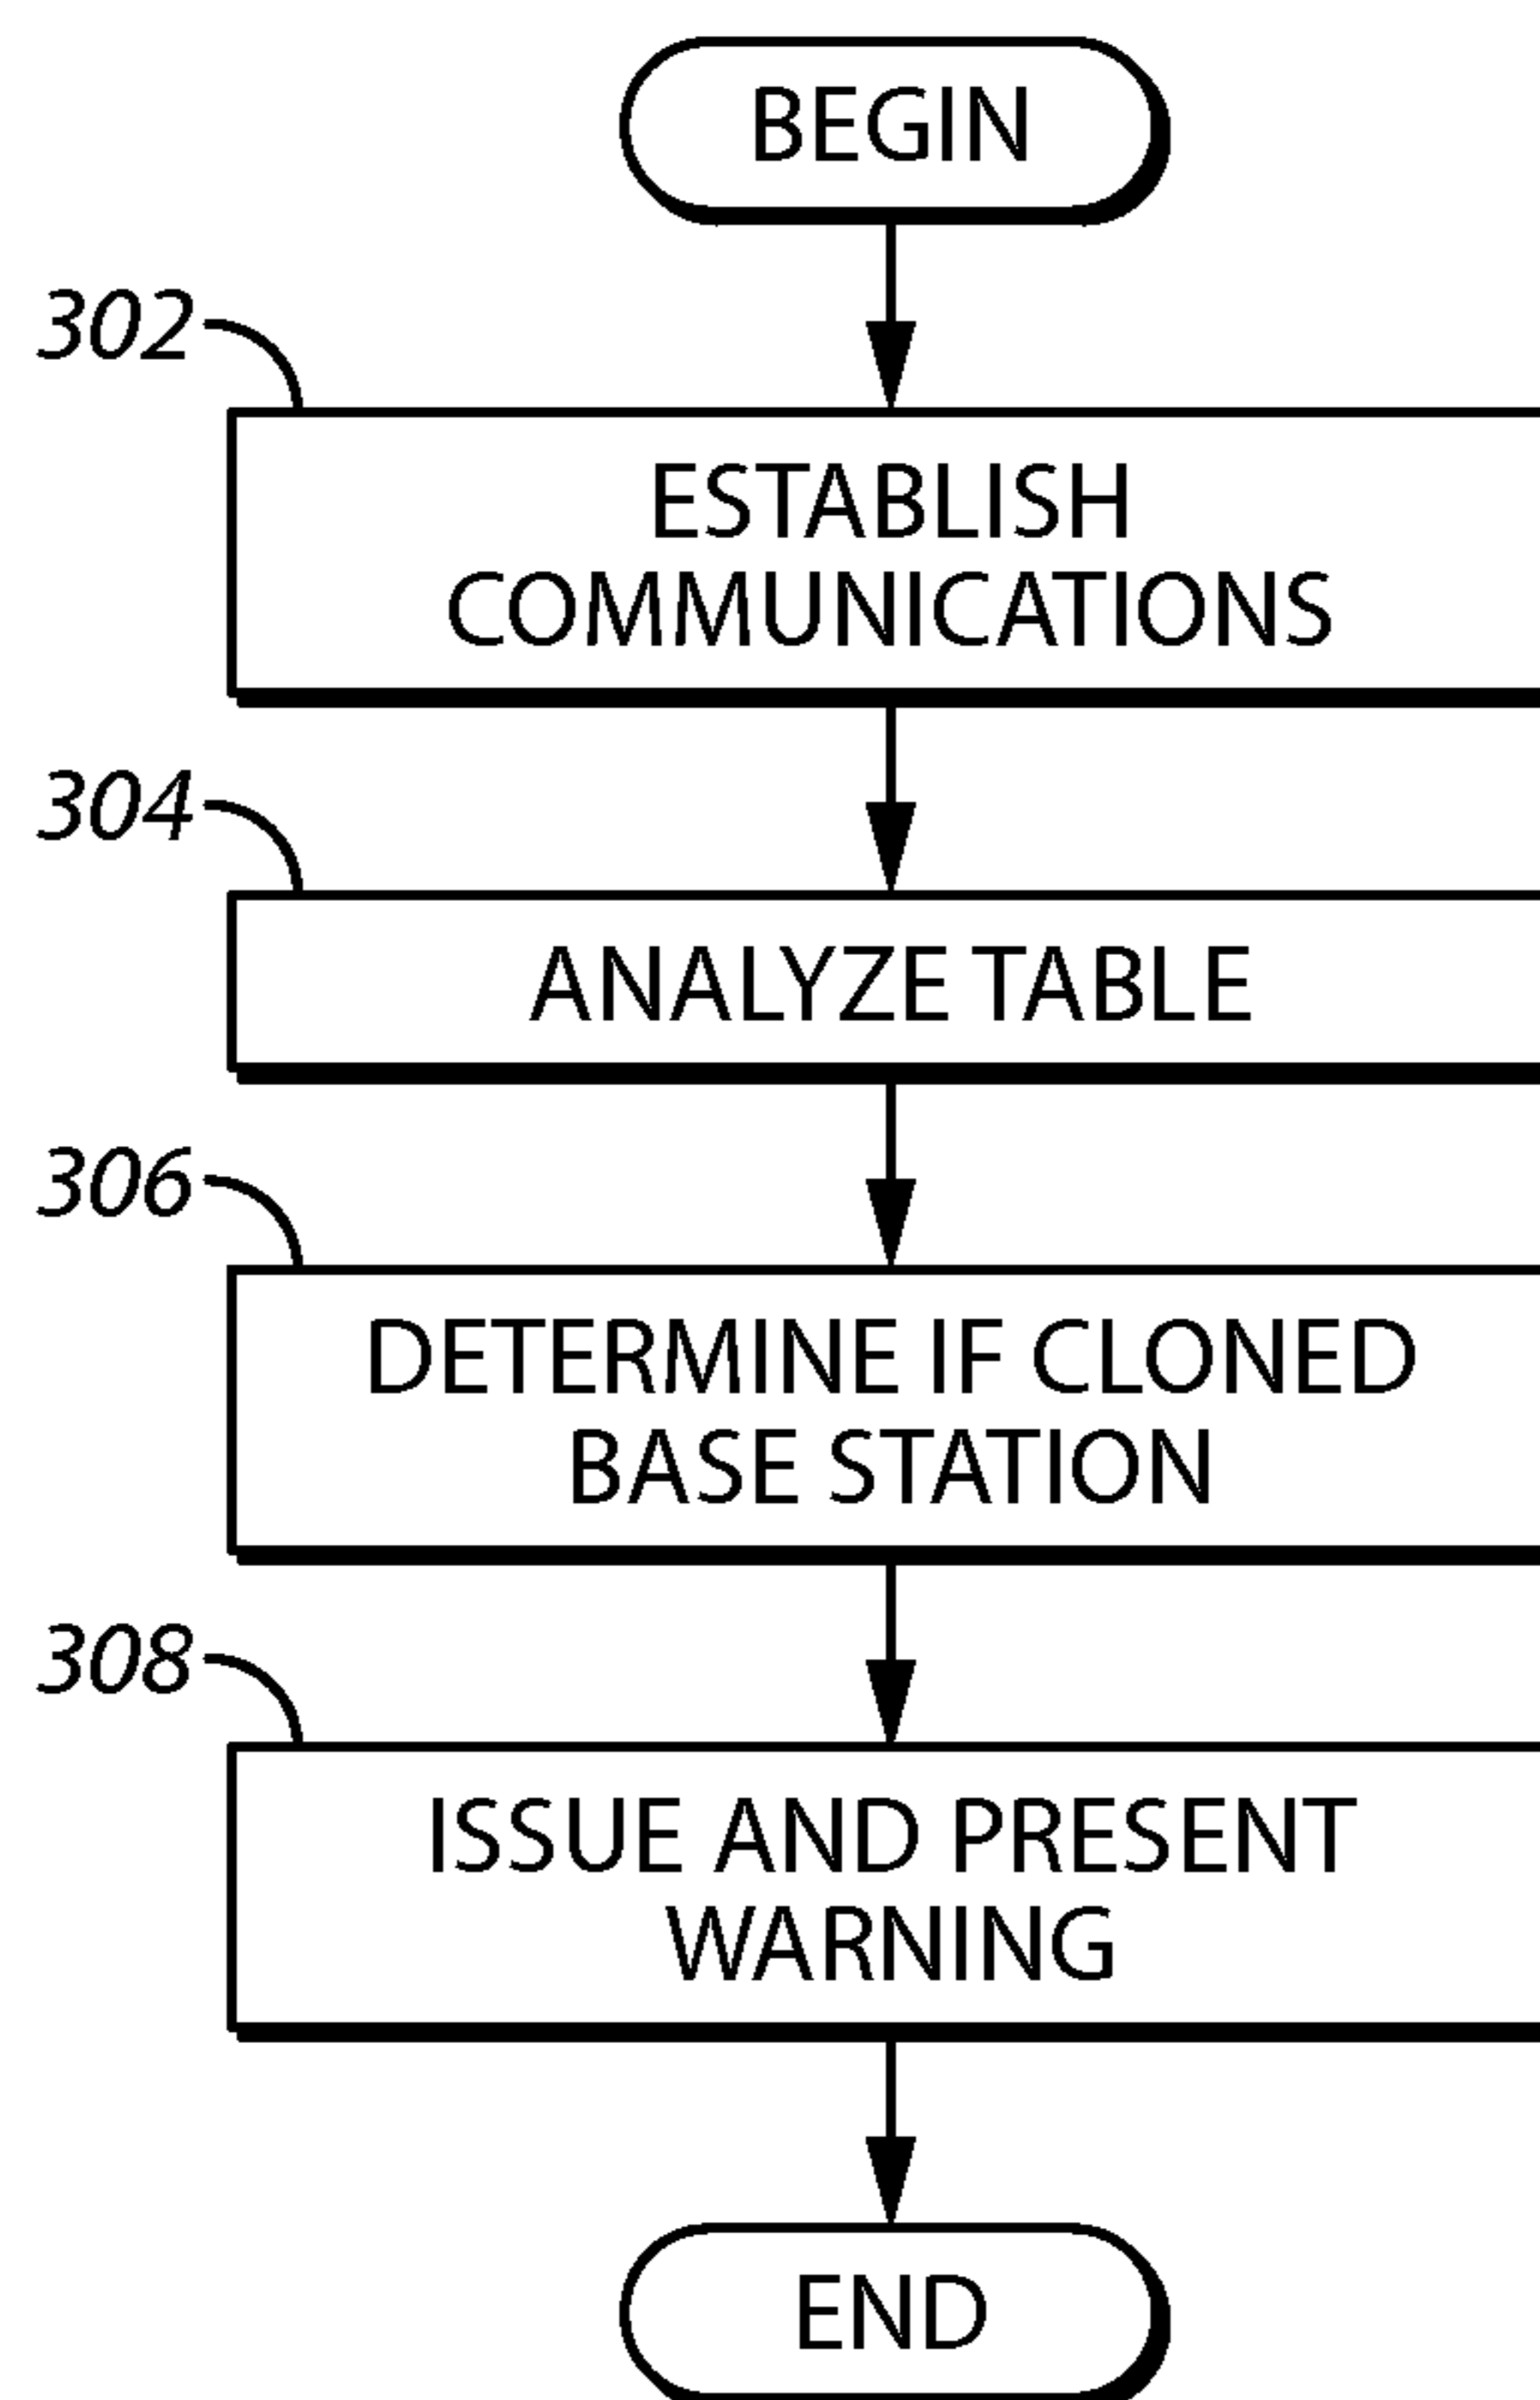 BEGIN
302
ESTABLISH
COMMUNICATIONS
304
ANALYZE TABLE
306
DETERMINE IF CLONED
BASE STATION
308
ISSUE AND PRESENT
WARNING
END